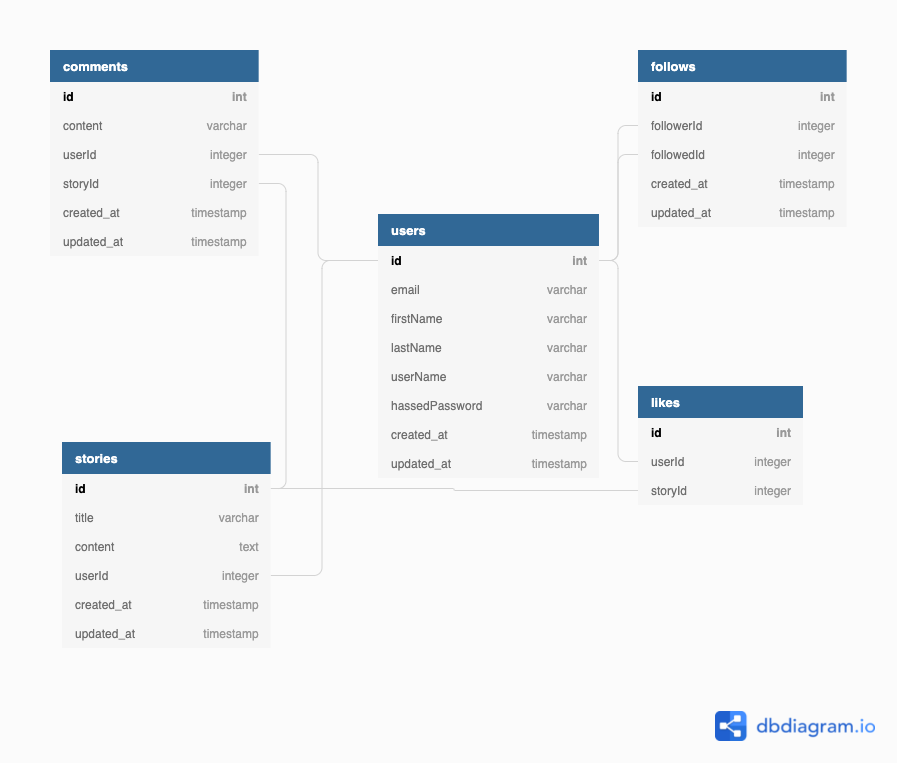 comments
id int
content varchar
userId integer
storyId integer
created_at timestamp
updated_at timestamp
follows
id int
followerId integer
followedId integer
created_at timestamp
updated_at timestamp
users
id int
email varchar
firstName varchar
lastName varchar
userName varchar
hassedPassword varchar
created_at timestamp
updated_at timestamp
likes
id int
userId integer
storyId integer
stories
id int
title varchar
content text
userId integer
created_at timestamp
updated_at timestamp
dbdiagram.io